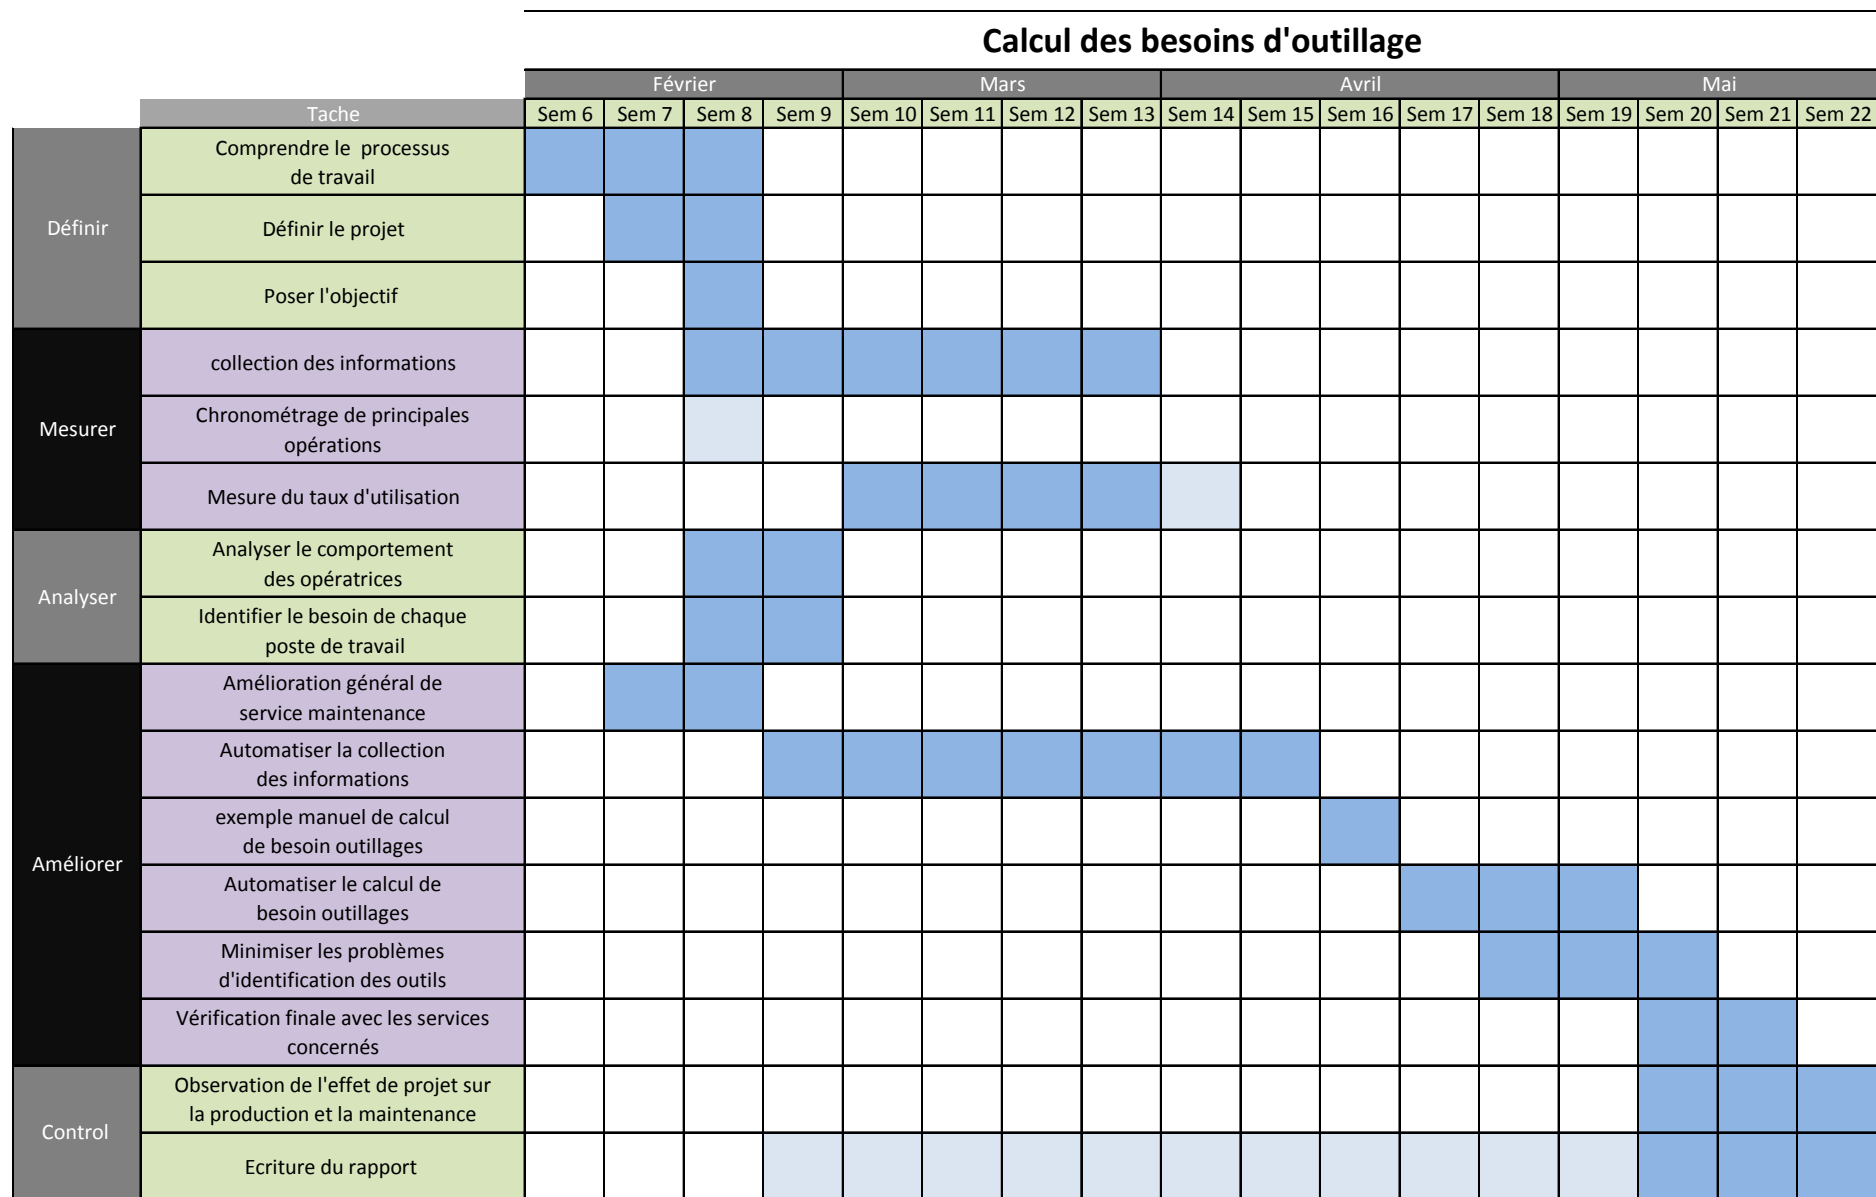 Calcul des besoins d'outillage
Février Mars Avril Mai
Tache Sem 6 Sem 7 Sem 8 Sem 9 Sem 10 Sem 11 Sem 12 Sem 13 Sem 14 Sem 15 Sem 16 Sem 17 Sem 18 Sem 19 Sem 20 Sem 21 Sem 22
Définir
Comprendre le processus
de travail
Définir le projet
Poser l'objectif
Mesurer
collection des informations
Chronométrage de principales
opérations
Mesure du taux d'utilisation
Analyser
Analyser le comportement
des opératrices
Identifier le besoin de chaque
poste de travail
Améliorer
Amélioration général de
service maintenance
Automatiser la collection
des informations
exemple manuel de calcul
de besoin outillages
Automatiser le calcul de
besoin outillages
Minimiser les problèmes
d'identification des outils
Vérification finale avec les services
concernés
Control
Observation de l'effet de projet sur
la production et la maintenance
Ecriture du rapport